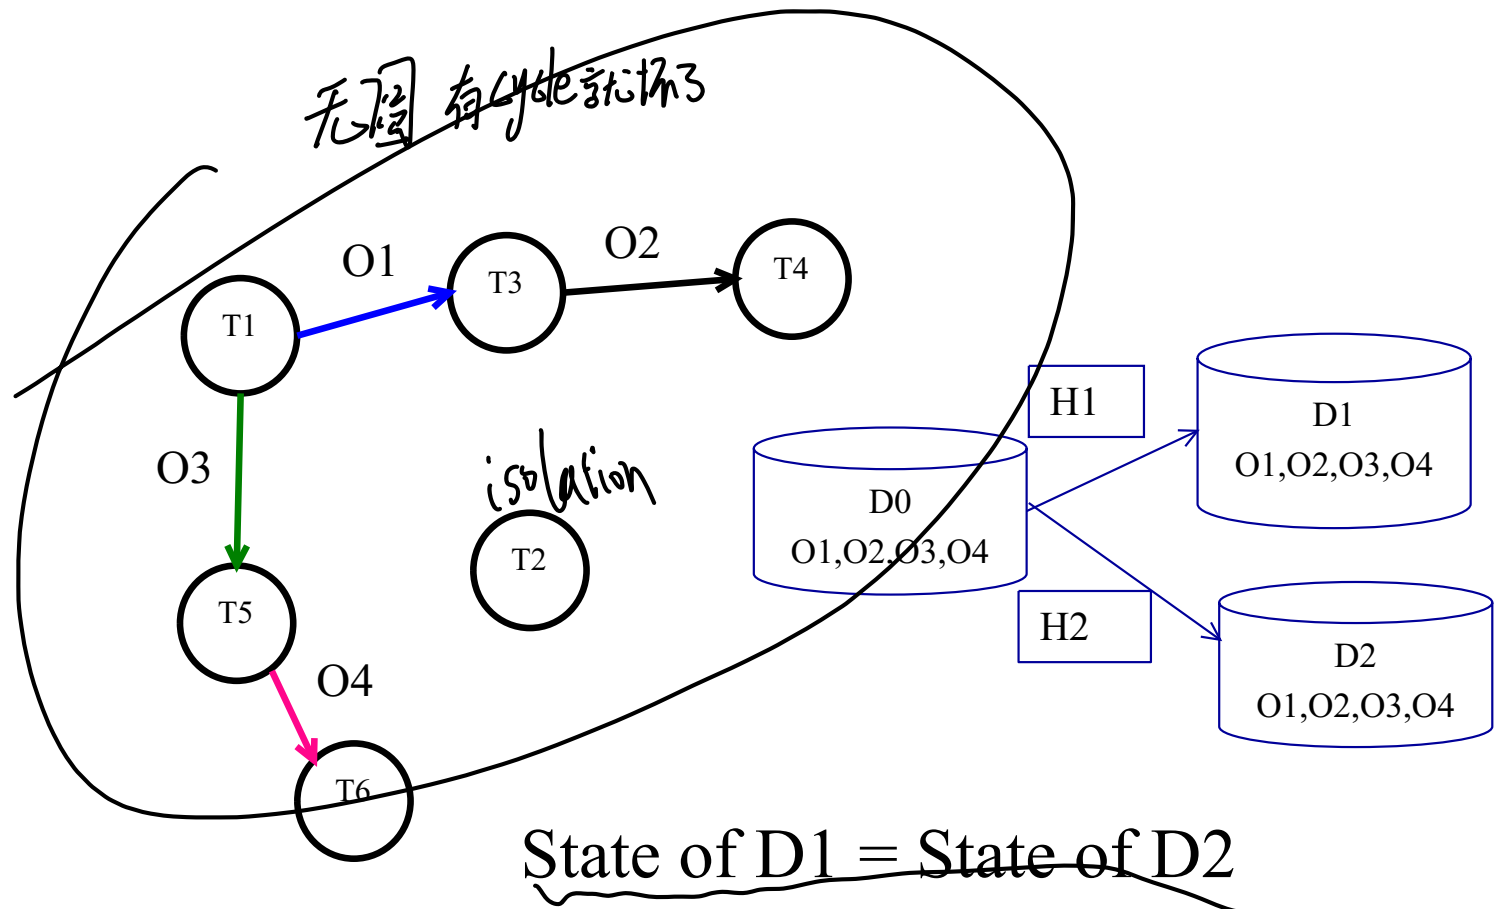 无圈 有cycle就坏了
O1
O2
T1
T3
T4
O3
isolation
T2
T5
O4
T6
H1
D0
O1,O2,O3,O4
D1
O1,O2,O3,O4
H2
D2
O1,O2,O3,O4
State of D1 = State of D2